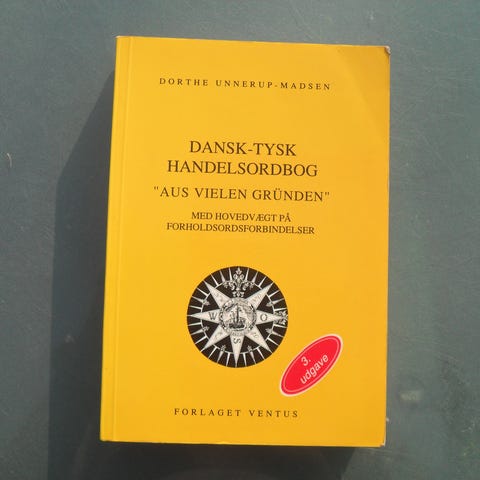 DORTHE UNNERUP-MADSEN
DANSK-TYSK
HANDELSORDBOG
"AUS VIELEN GRÜNDEN"
MED HOVEDVÆGT PÅ
FORHOLDSORDSFORBINDELSER
W O
S
3.
udgave
FORLAGET VENTUS